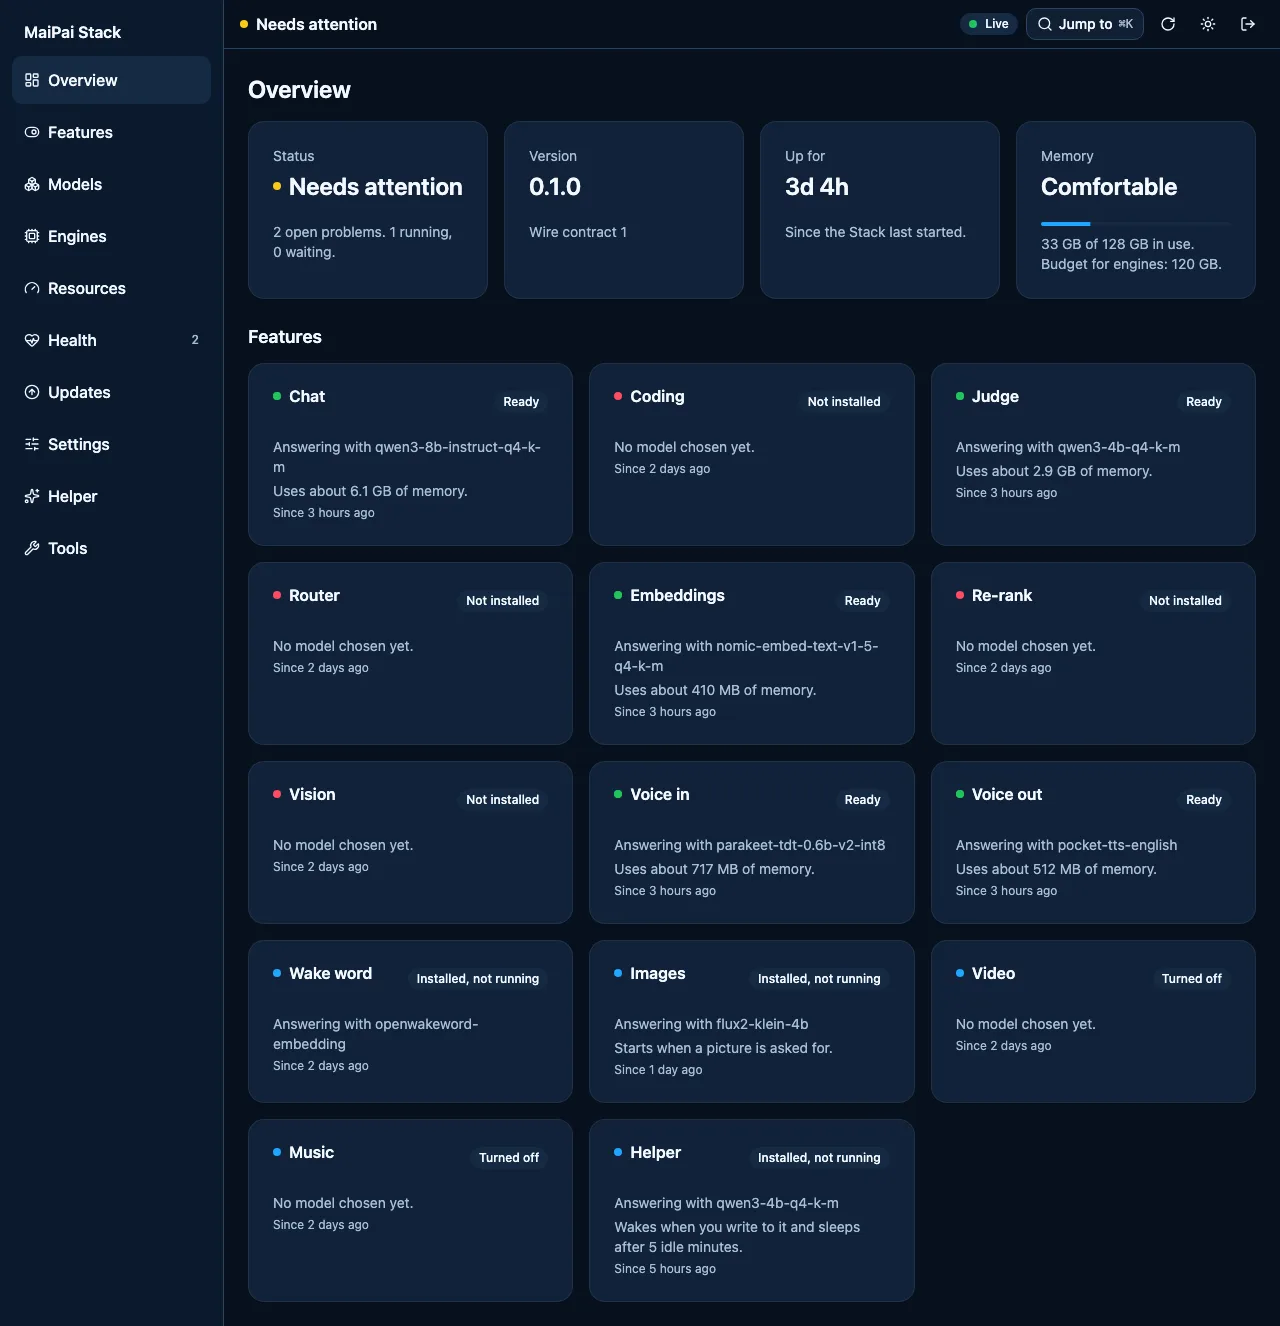 MaiPai Stack
Overview
Features
Models
Engines
Resources
Health 2
Updates
Settings
Helper
Tools
Needs attention
Live
Jump to ⌘K
Overview
Status
Needs attention
2 open problems. 1 running,
0 waiting.
Version
0.1.0
Wire contract 1
Up for
3d 4h
Since the Stack last started.
Memory
Comfortable
33 GB of 128 GB in use.
Budget for engines: 120 GB.
Features
Chat
Ready
Answering with qwen3-8b-instruct-q4-k-
m
Uses about 6.1 GB of memory.
Since 3 hours ago
Coding
Not installed
No model chosen yet.
Since 2 days ago
Judge
Ready
Answering with qwen3-4b-q4-k-m
Uses about 2.9 GB of memory.
Since 3 hours ago
Router
Not installed
No model chosen yet.
Since 2 days ago
Embeddings
Ready
Answering with nomic-embed-text-v1-5-
q4-k-m
Uses about 410 MB of memory.
Since 3 hours ago
Re-rank
Not installed
No model chosen yet.
Since 2 days ago
Vision
Not installed
No model chosen yet.
Since 2 days ago
Voice in
Ready
Answering with parakeet-tdt-0.6b-v2-int8
Uses about 717 MB of memory.
Since 3 hours ago
Voice out
Ready
Answering with pocket-tts-english
Uses about 512 MB of memory.
Since 3 hours ago
Wake word
Installed, not running
Answering with openwakeword-
embedding
Since 2 days ago
Images
Installed, not running
Answering with flux2-klein-4b
Starts when a picture is asked for.
Since 1 day ago
Video
Turned off
No model chosen yet.
Since 2 days ago
Music
Turned off
No model chosen yet.
Since 2 days ago
Helper
Installed, not running
Answering with qwen3-4b-q4-k-m
Wakes when you write to it and sleeps
after 5 idle minutes.
Since 5 hours ago